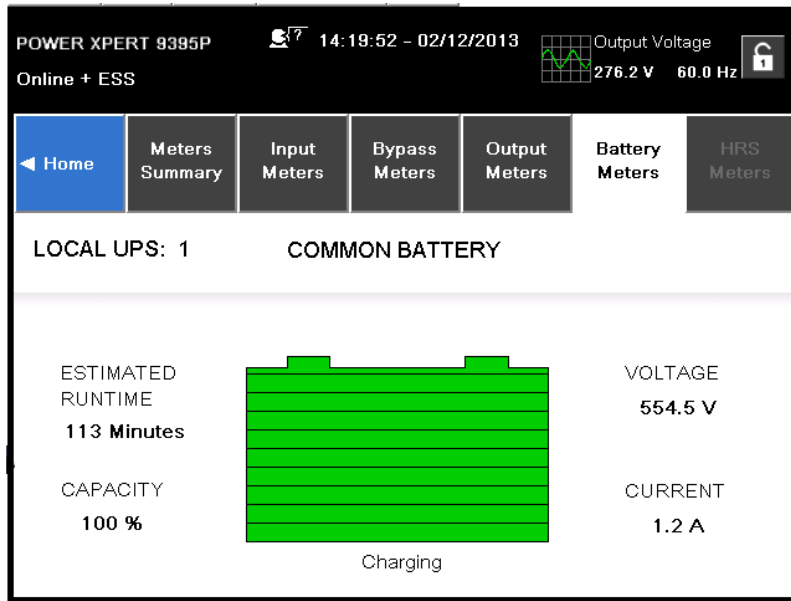 POWER XPERT 9395P
? 14:19:52 - 02/12/2013
Output Voltage
Online + ESS
276.2 V 60.0 Hz
1
Home
Meters Summary
Input Meters
Bypass Meters
Output Meters
Battery Meters
HRS Meters
LOCAL UPS: 1 COMMON BATTERY
ESTIMATED
RUNTIME
113 Minutes
VOLTAGE
554.5 V
CAPACITY
100 %
CURRENT
1.2 A
Charging